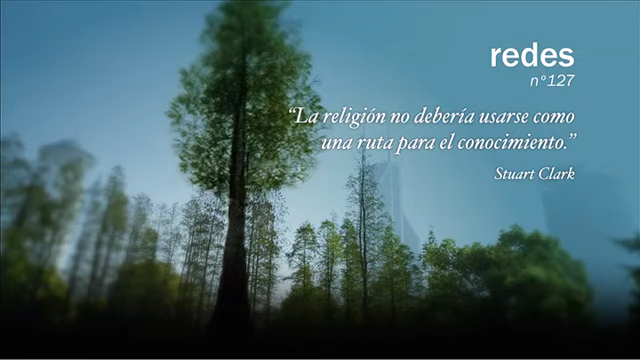 redes
n°127
“La religión no debería usarse como
una ruta para el conocimiento.”
Stuart Clark